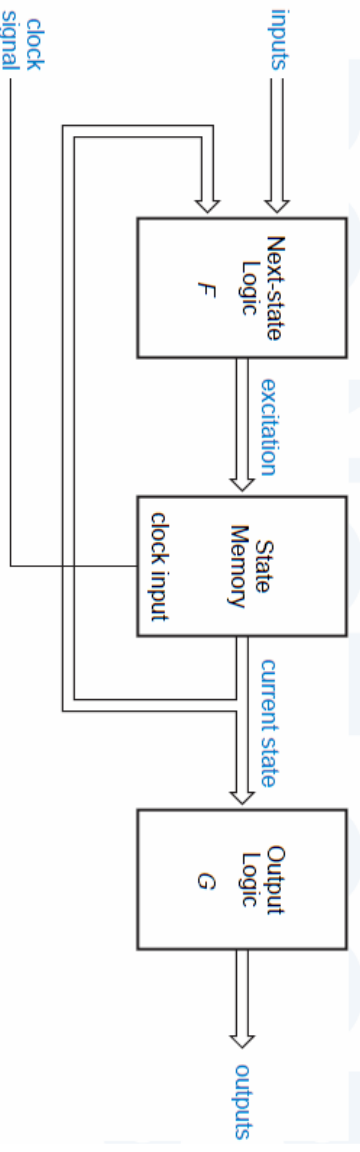 inputs
Next-state
Logic
F
excitation
State
Memory
clock input
current state
Output
Logic
G
outputs
clock
signal